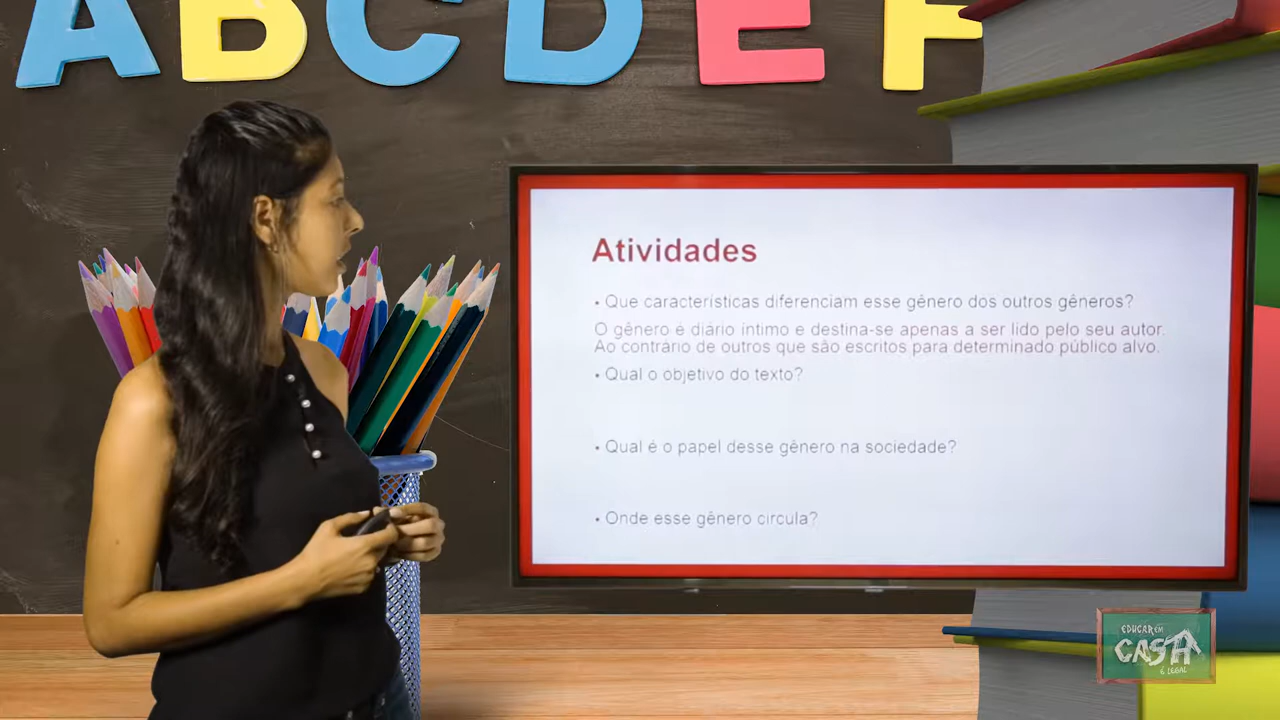 ABCDEF
Atividades
• Que características diferenciam esse gênero dos outros gêneros?
O gênero é diário íntimo e destina-se apenas a ser lido pelo seu autor.
Ao contrário de outros que são escritos para determinado público alvo.
• Qual o objetivo do texto?
• Qual é o papel desse gênero na sociedade?
• Onde esse gênero circula?
EDUCAR EM
CASA
é LEGAL